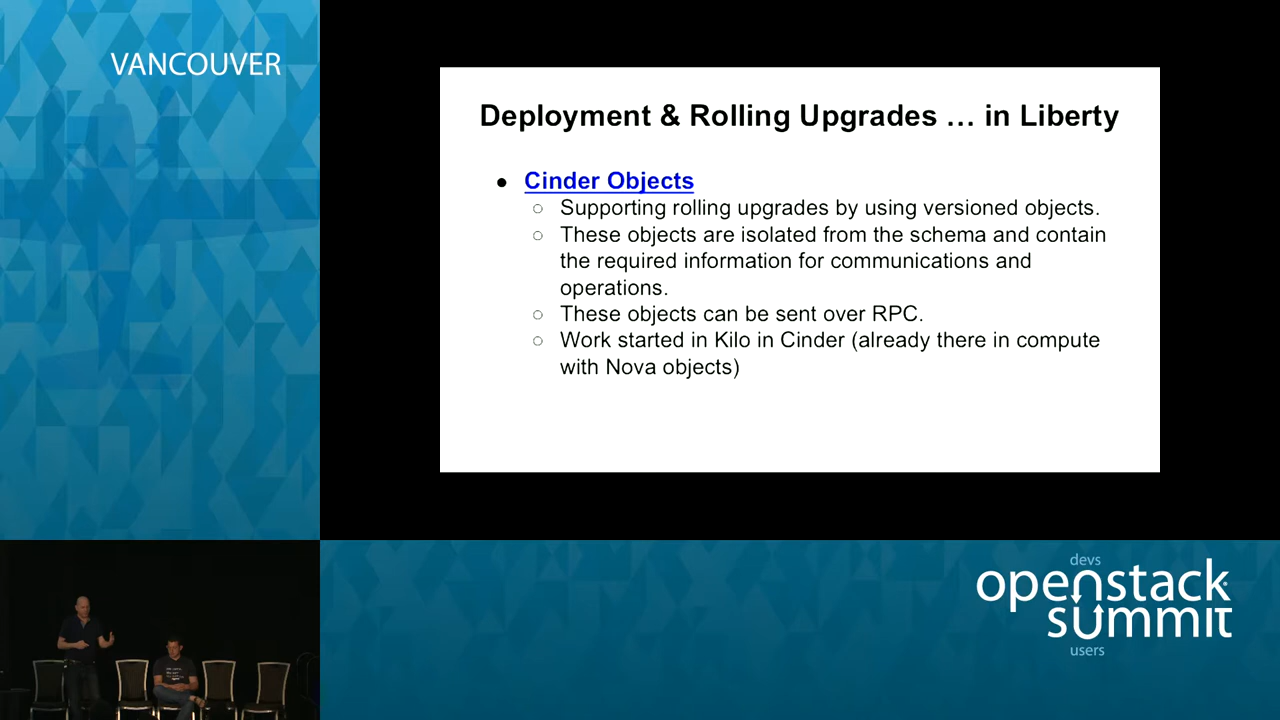 VANCOUVER
Deployment & Rolling Upgrades … in Liberty
● Cinder Objects
○ Supporting rolling upgrades by using versioned objects.
○ These objects are isolated from the schema and contain
the required information for communications and
operations.
○ These objects can be sent over RPC.
○ Work started in Kilo in Cinder (already there in compute
with Nova objects)
devs
openstack
summit
users